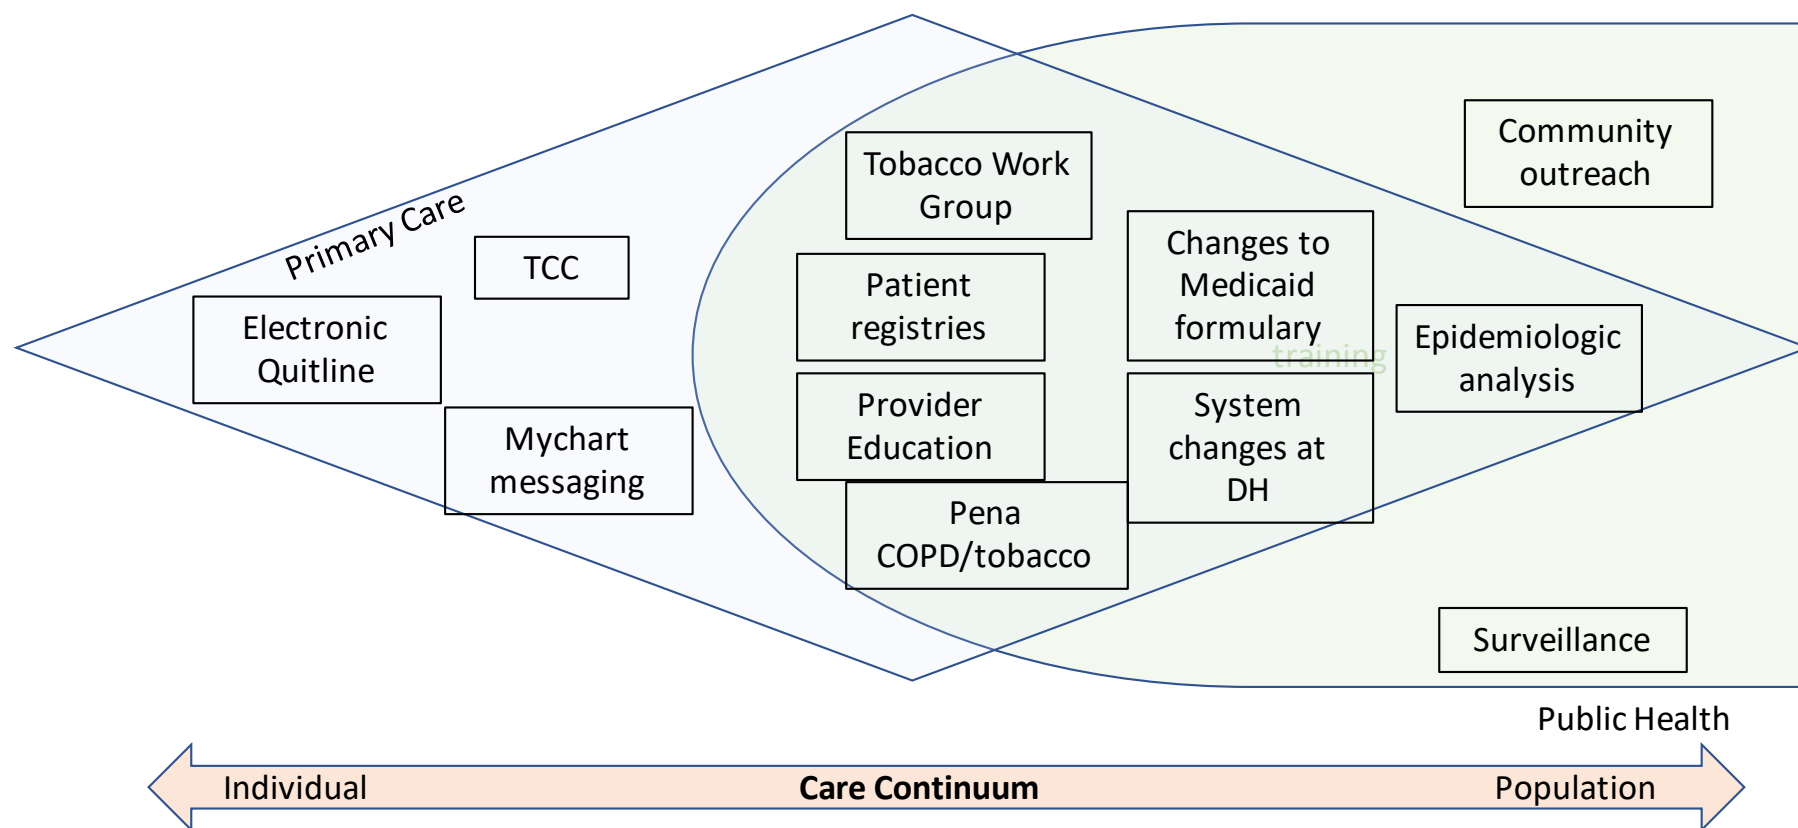 Primary Care
TCC
Electronic
Quitline
Mychart
messaging
Tobacco Work
Group
Patient
registries
Provider
Education
Pena
COPD/tobacco
Changes to
Medicaid
formulary
training
System
changes at
DH
Epidemiologic
analysis
Community
outreach
Surveillance
Public Health
Individual
Care Continuum
Population